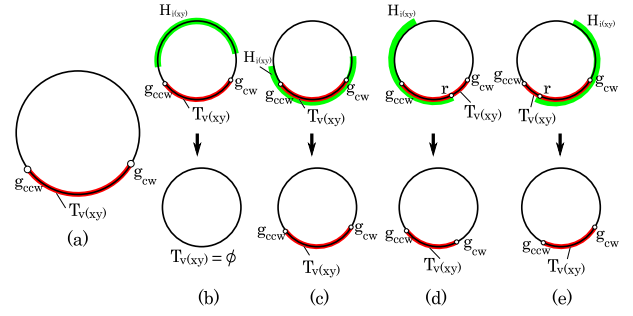 H_i(xy)
g_ccw
g_cw
T_v(xy)
(a)
g_ccw
g_cw
T_v(xy)
T_v(xy) = ϕ
(b)
H_i(xy)
g_ccw
g_cw
T_v(xy)
g_ccw
g_cw
T_v(xy)
(c)
H_i(xy)
g_ccw
r
g_cw
T_v(xy)
g_ccw
g_cw
T_v(xy)
(d)
H_i(xy)
g_ccw
r
g_cw
T_v(xy)
g_ccw
g_cw
T_v(xy)
(e)